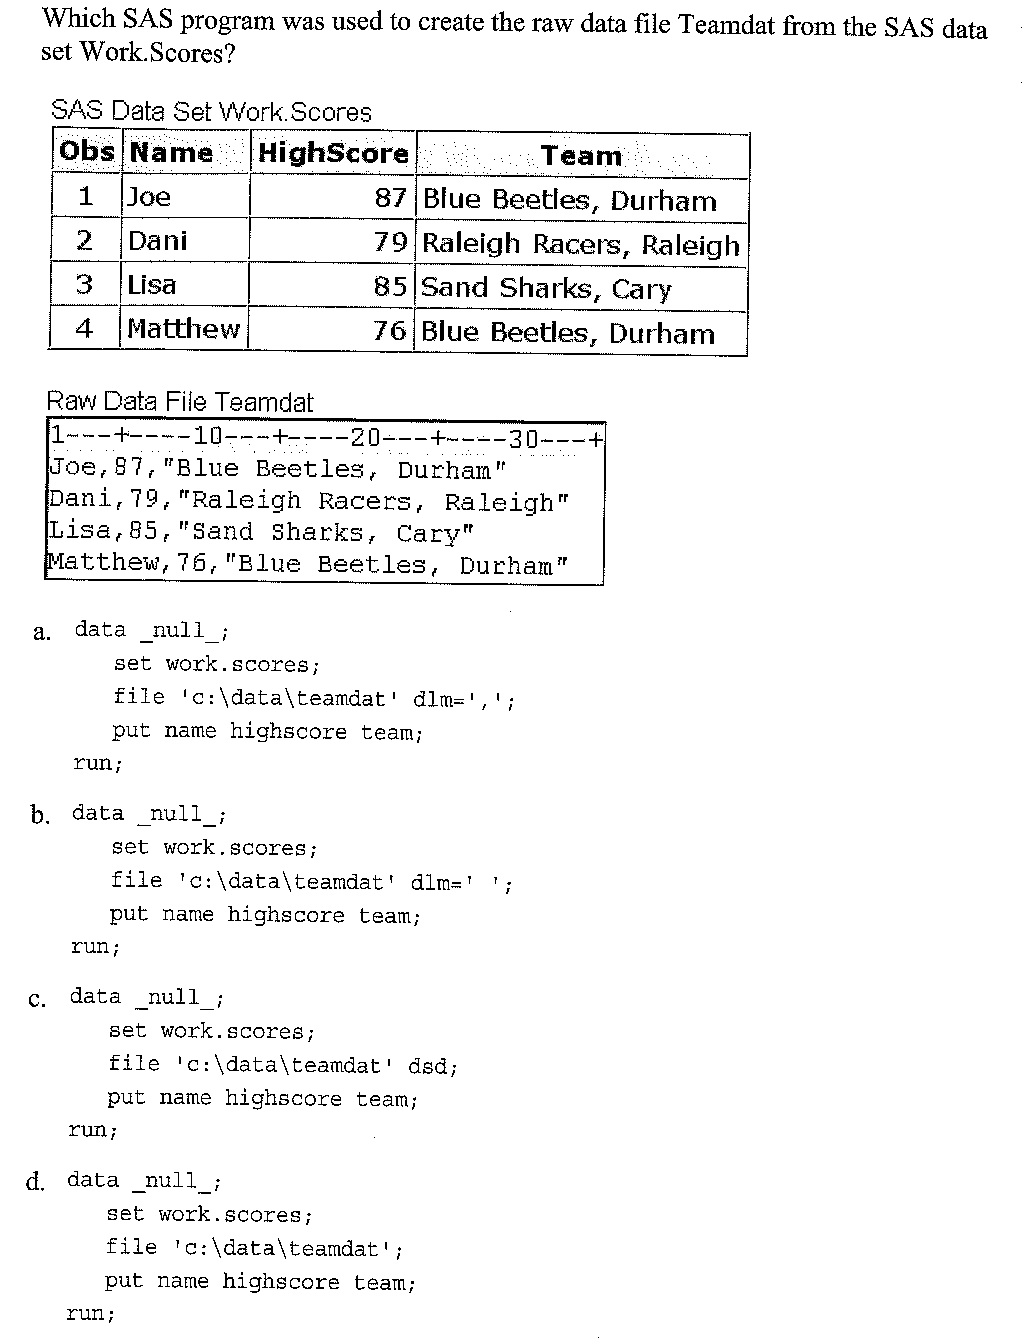 Which SAS program was used to create the raw data file Teamdat from the SAS data
set Work.Scores?
SAS Data Set Work.Scores
Obs Name HighScore Team
1 Joe 87 Blue Beetles, Durham
2 Dani 79 Raleigh Racers, Raleigh
3 Lisa 85 Sand Sharks, Cary
4 Matthew 76 Blue Beetles, Durham
Raw Data File Teamdat
1---+----10---+----20---+----30---+
Joe,87,"Blue Beetles, Durham"
Dani,79,"Raleigh Racers, Raleigh"
Lisa,85,"Sand Sharks, Cary"
Matthew,76,"Blue Beetles, Durham"
a. data _null_;
set work.scores;
file 'c:\data\teamdat' dlm=',';
put name highscore team;
run;
b. data _null_;
set work.scores;
file 'c:\data\teamdat' dlm=' ';
put name highscore team;
run;
c. data _null_;
set work.scores;
file 'c:\data\teamdat' dsd;
put name highscore team;
run;
d. data _null_;
set work.scores;
file 'c:\data\teamdat';
put name highscore team;
run;